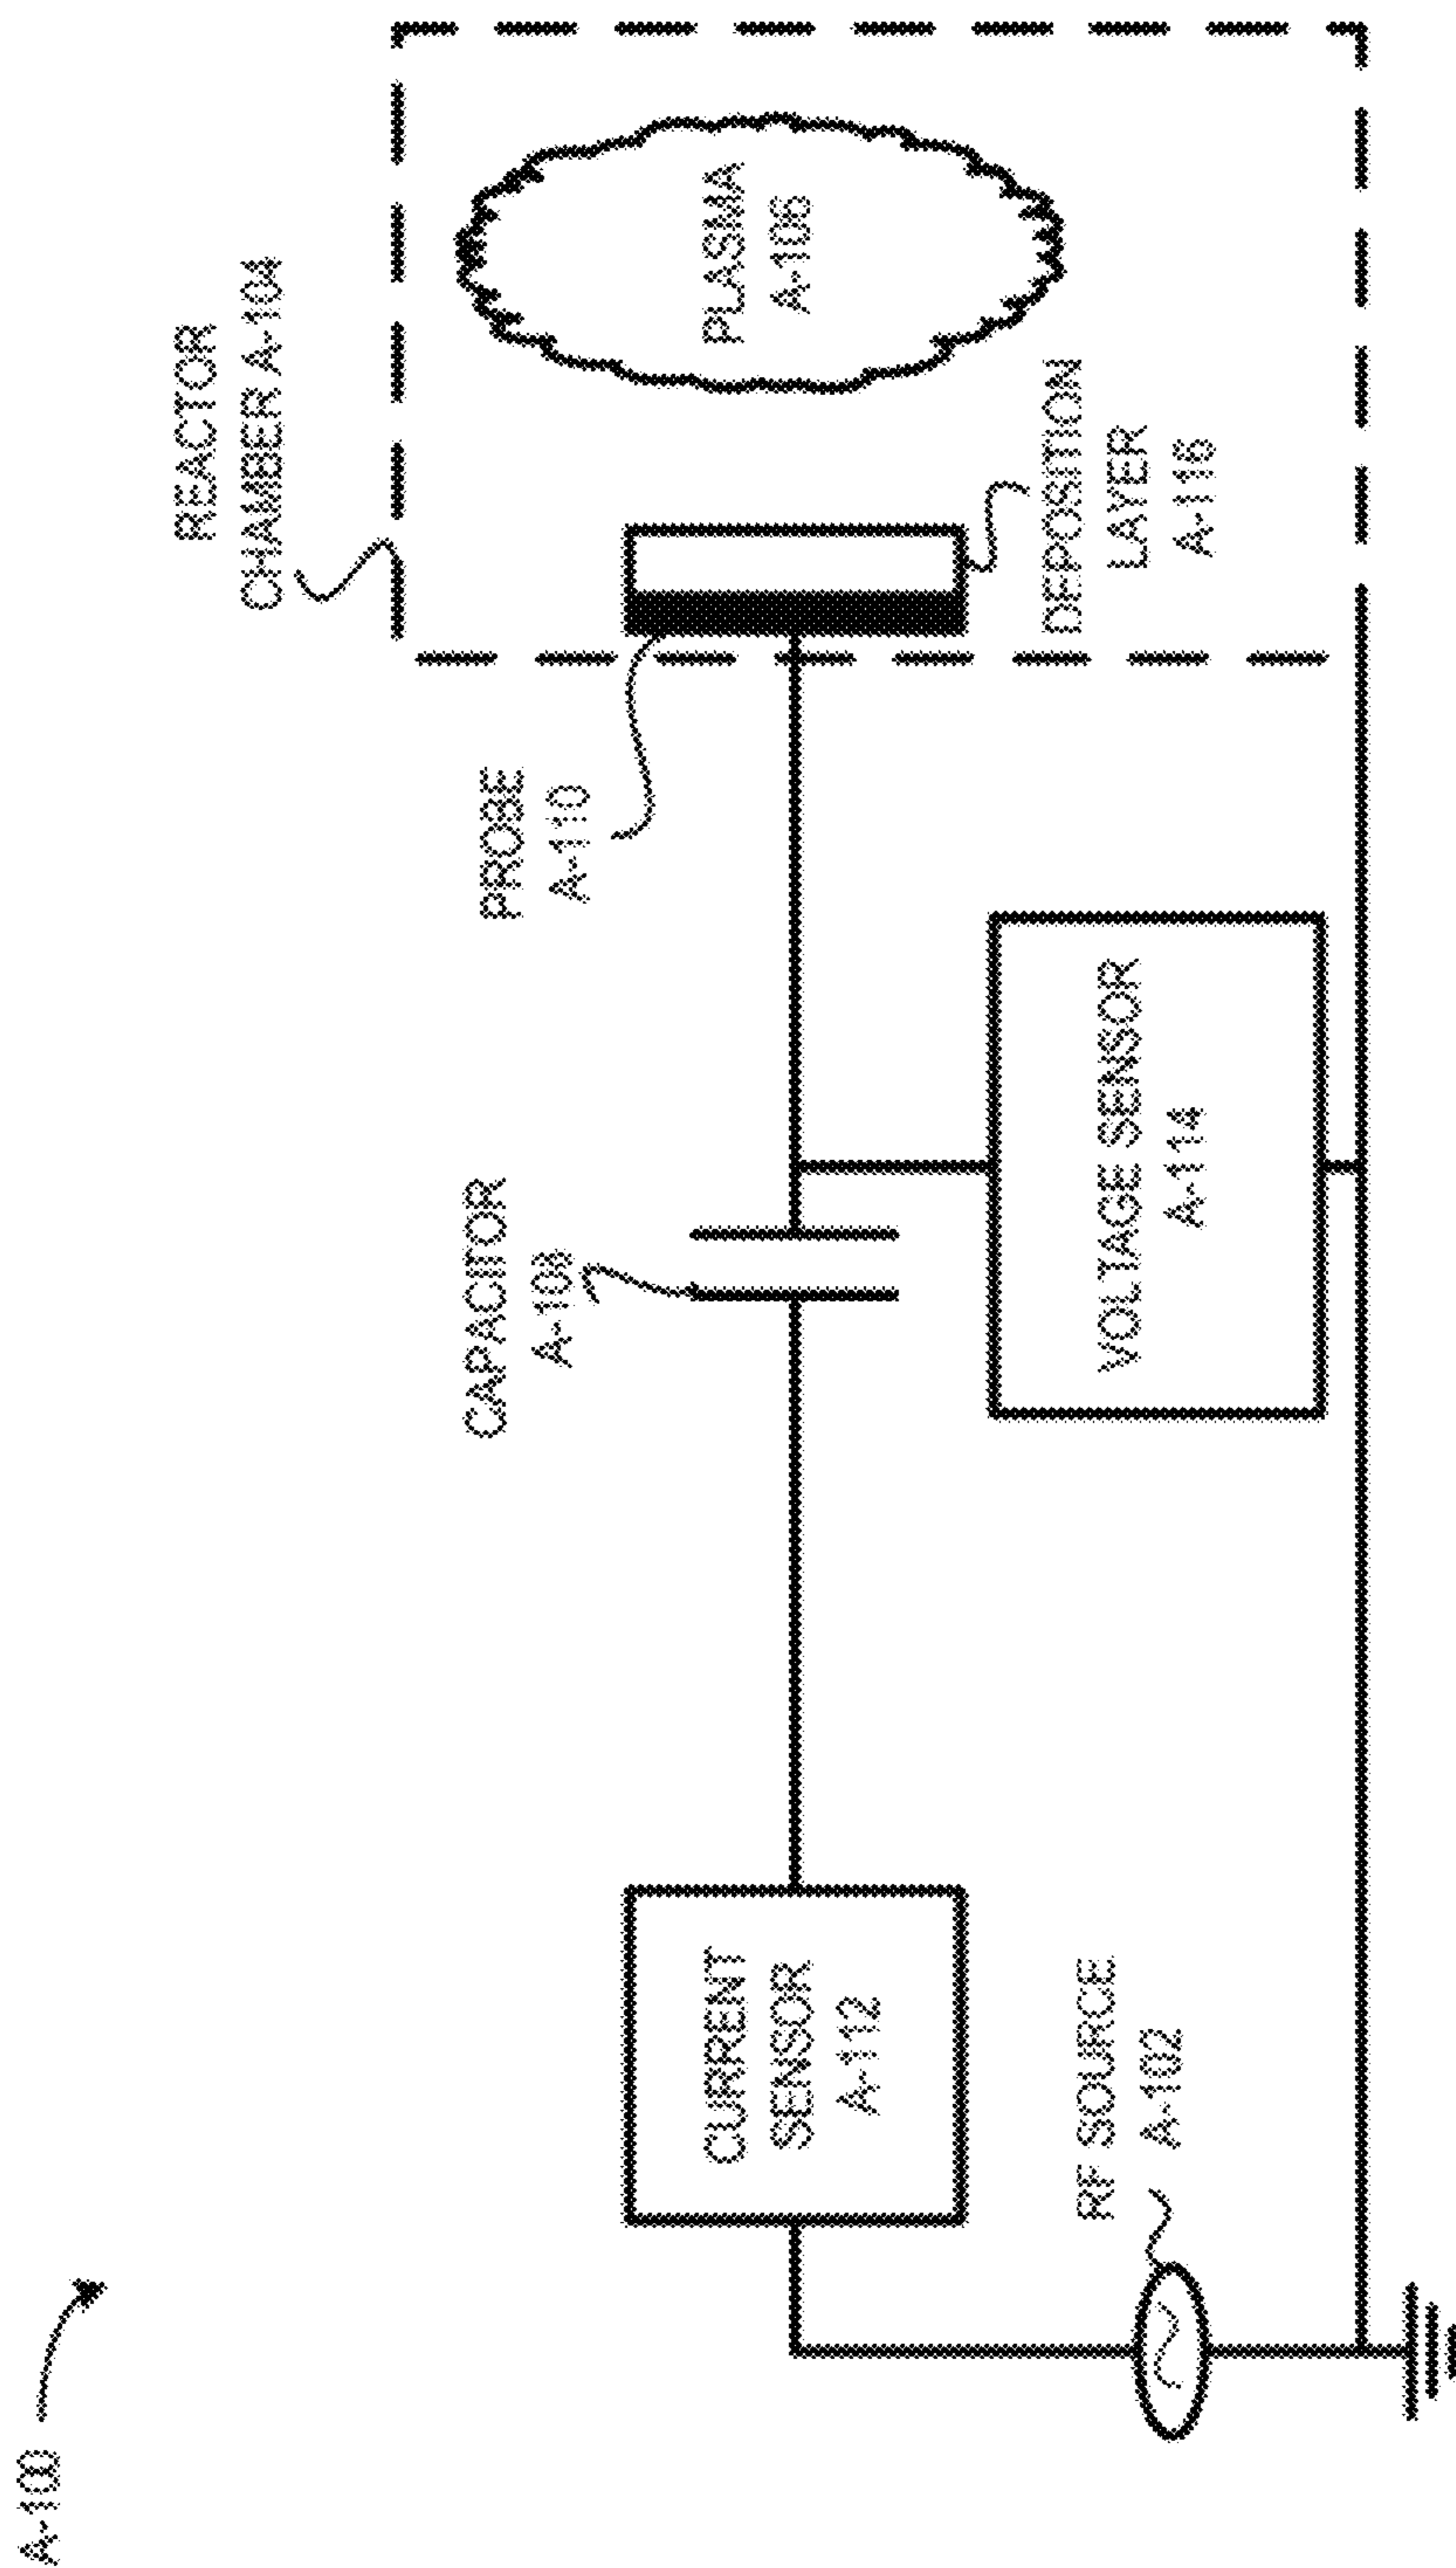 A-100
REACTOR
CHAMBER A-104
PLASMA
A-106
PROBE
A-110
DEPOSITION
LAYER
A-116
CAPACITOR
A-108
VOLTAGE SENSOR
A-114
CURRENT
SENSOR
A-112
RF SOURCE
A-102